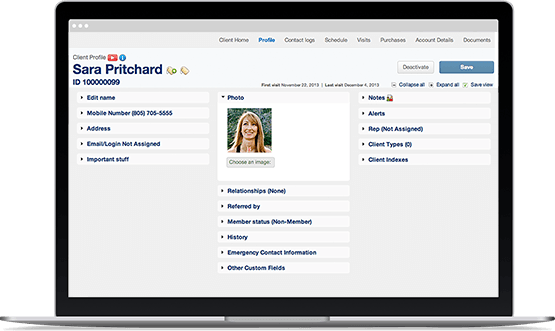 Client Home Profile Contact logs Schedule Visits Purchases Account Details Documents
Client Profile
Sara Pritchard
Deactivate Save
ID 100000099
First visit November 22, 2013 | Last visit December 4, 2013 Collapse all Expand all Save view
Edit name
Mobile Number (805) 705-5555
Address
Email/Login Not Assigned
Important stuff
Photo
Choose an image:
Relationships (None)
Referred by
Member status (Non-Member)
History
Emergency Contact Information
Other Custom Fields
Notes
Alerts
Rep (Not Assigned)
Client Types (0)
Client Indexes